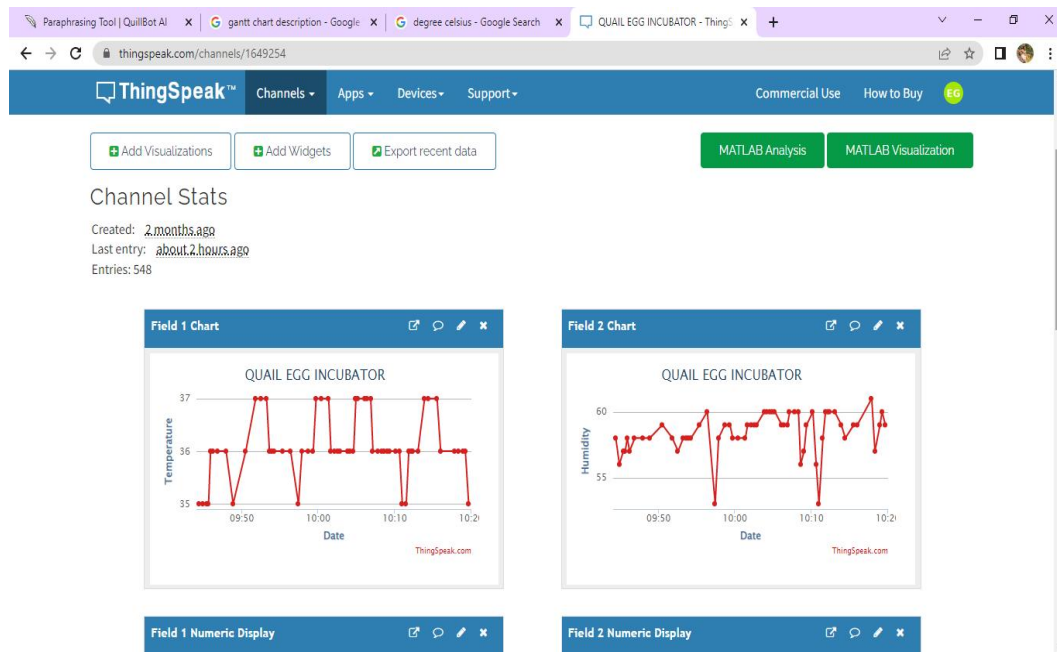 Paraphrasing Tool | QuillBot AI
gantt chart description - Google
degree celsius - Google Search
QUAIL EGG INCUBATOR - Thing
thingspeak.com/channels/1649254
ThingSpeak™
Channels
Apps
Devices
Support
Commercial Use
How to Buy
EG
Add Visualizations
Add Widgets
Export recent data
MATLAB Analysis
MATLAB Visualization
Channel Stats
Created: 2 months ago
Last entry: about 2 hours ago
Entries: 548
Field 1 Chart
QUAIL EGG INCUBATOR
Temperature
37
36
35
09:50
10:00
10:10
Date
ThingSpeak.com
Field 2 Chart
QUAIL EGG INCUBATOR
Humidity
60
55
09:50
10:00
10:10
Date
ThingSpeak.com
Field 1 Numeric Display
Field 2 Numeric Display